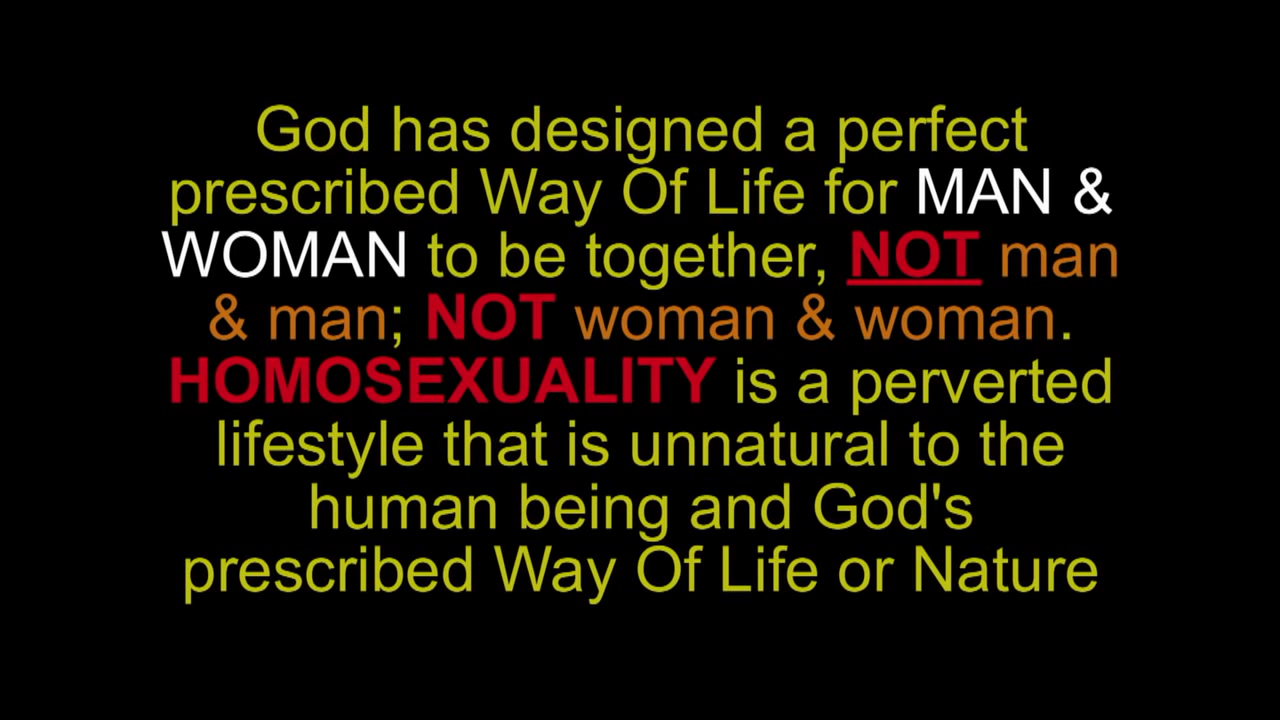 God has designed a perfect
prescribed Way Of Life for MAN &
WOMAN to be together, NOT man
& man; NOT woman & woman.
HOMOSEXUALITY is a perverted
lifestyle that is unnatural to the
human being and God's
prescribed Way Of Life or Nature